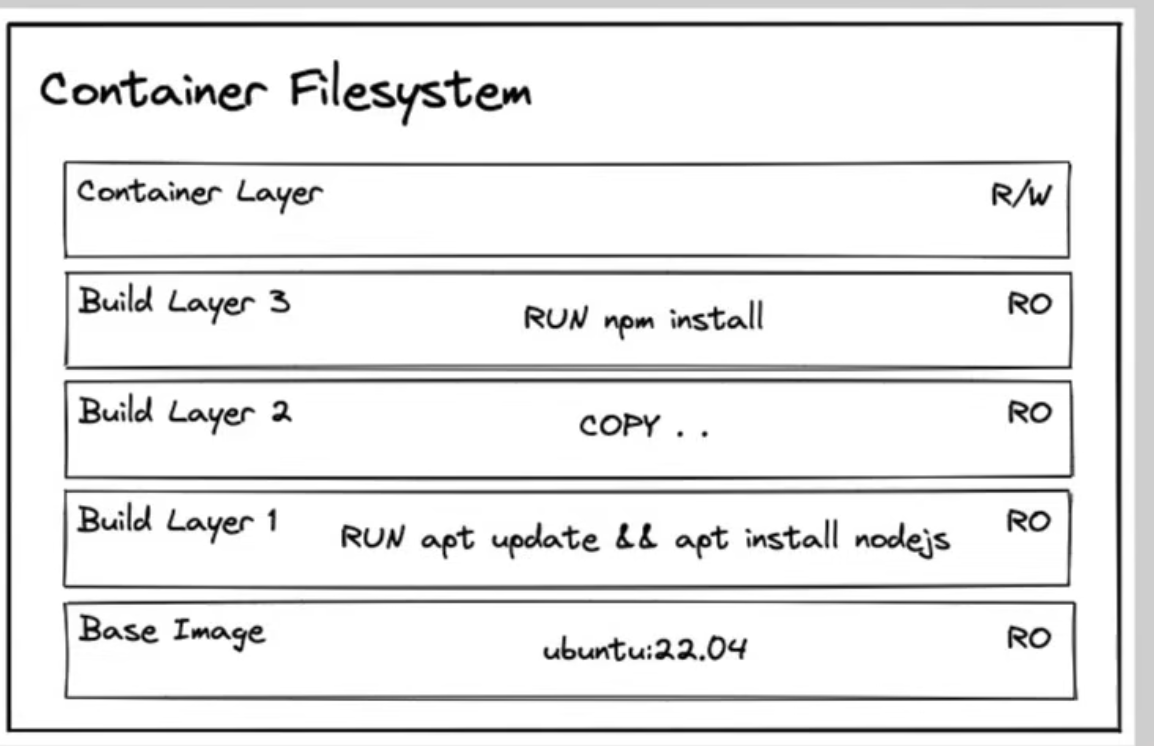 Container Filesystem
Container Layer R/W
Build Layer 3 RUN npm install RO
Build Layer 2 COPY . . RO
Build Layer 1 RUN apt update && apt install nodejs RO
Base Image ubuntu:22.04 RO